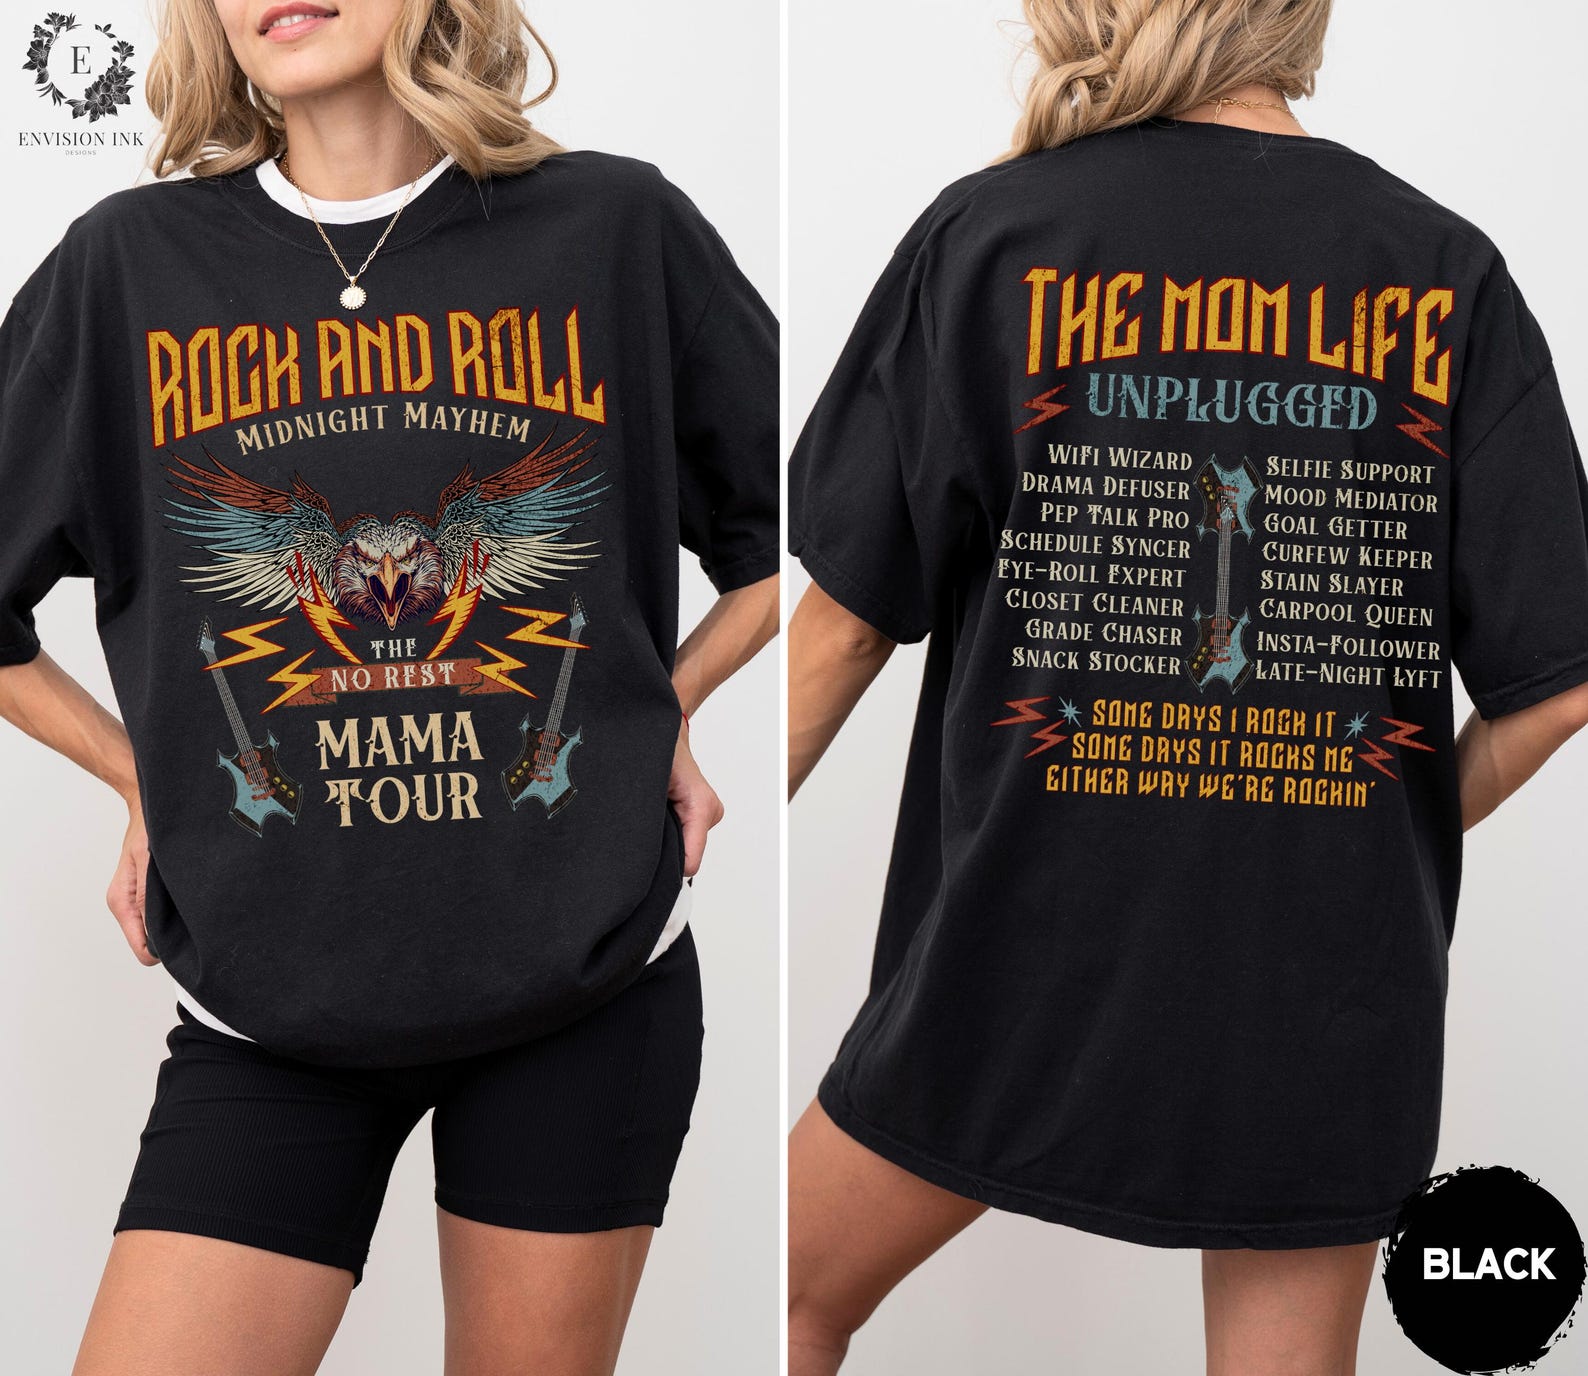 E
ENVISION INK
DESIGNS
ROCK AND ROLL
MIDNIGHT MAYHEM
THE
NO REST
MAMA
TOUR
THE MOM LIFE
UNPLUGGED
WIFI WIZARD
DRAMA DEFUSER
PEP TALK PRO
SCHEDULE SYNCER
EYE-ROLL EXPERT
CLOSET CLEANER
GRADE CHASER
SNACK STOCKER
SELFIE SUPPORT
MOOD MEDIATOR
GOAL GETTER
CURFEW KEEPER
STAIN SLAYER
CARPOOL QUEEN
INSTA-FOLLOWER
LATE-NIGHT LYFT
SOME DAYS I ROCK IT
SOME DAYS IT ROCKS ME
EITHER WAY WE'RE ROCKIN'
BLACK